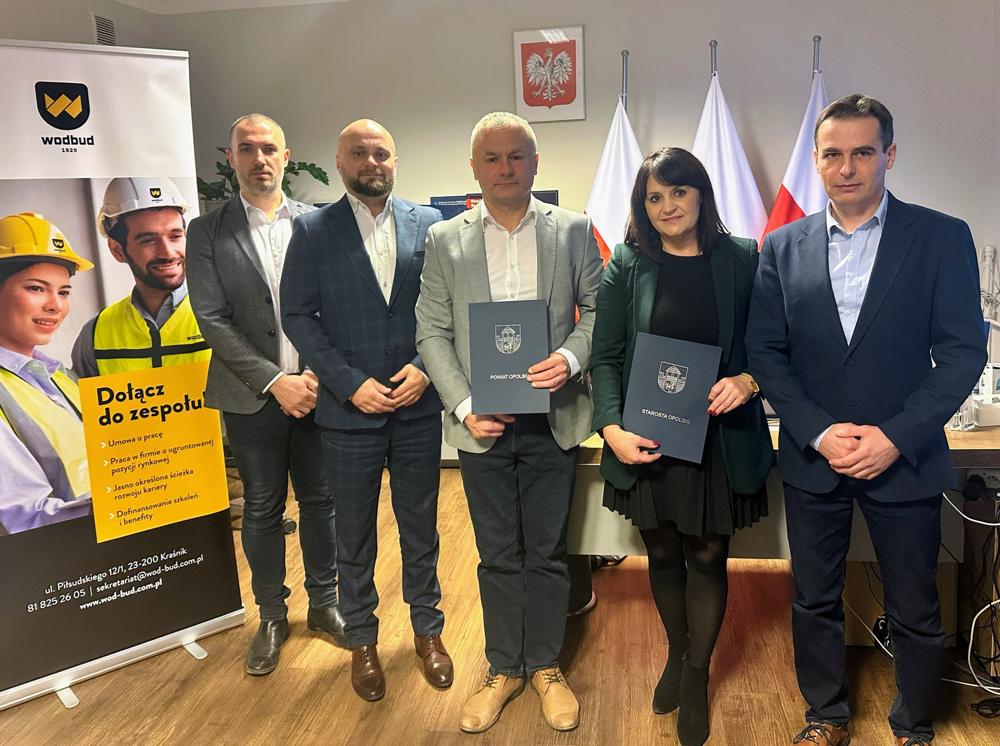 wodbud
1920
wodbud
Dołącz
do zespołu!
Umowa o pracę
Praca w firmie o ugruntowanej
pozycji rynkowej
Jasno określona ścieżka
rozwoju kariery
Dofinansowanie szkoleń
i benefity
ul. Piłsudskiego 12/1, 23-200 Kraśnik
81 825 26 05 | sekretariat@wod-bud.com.pl
www.wod-bud.com.pl
POWIAT OPOLSK
STAROSTA OPOLSKI